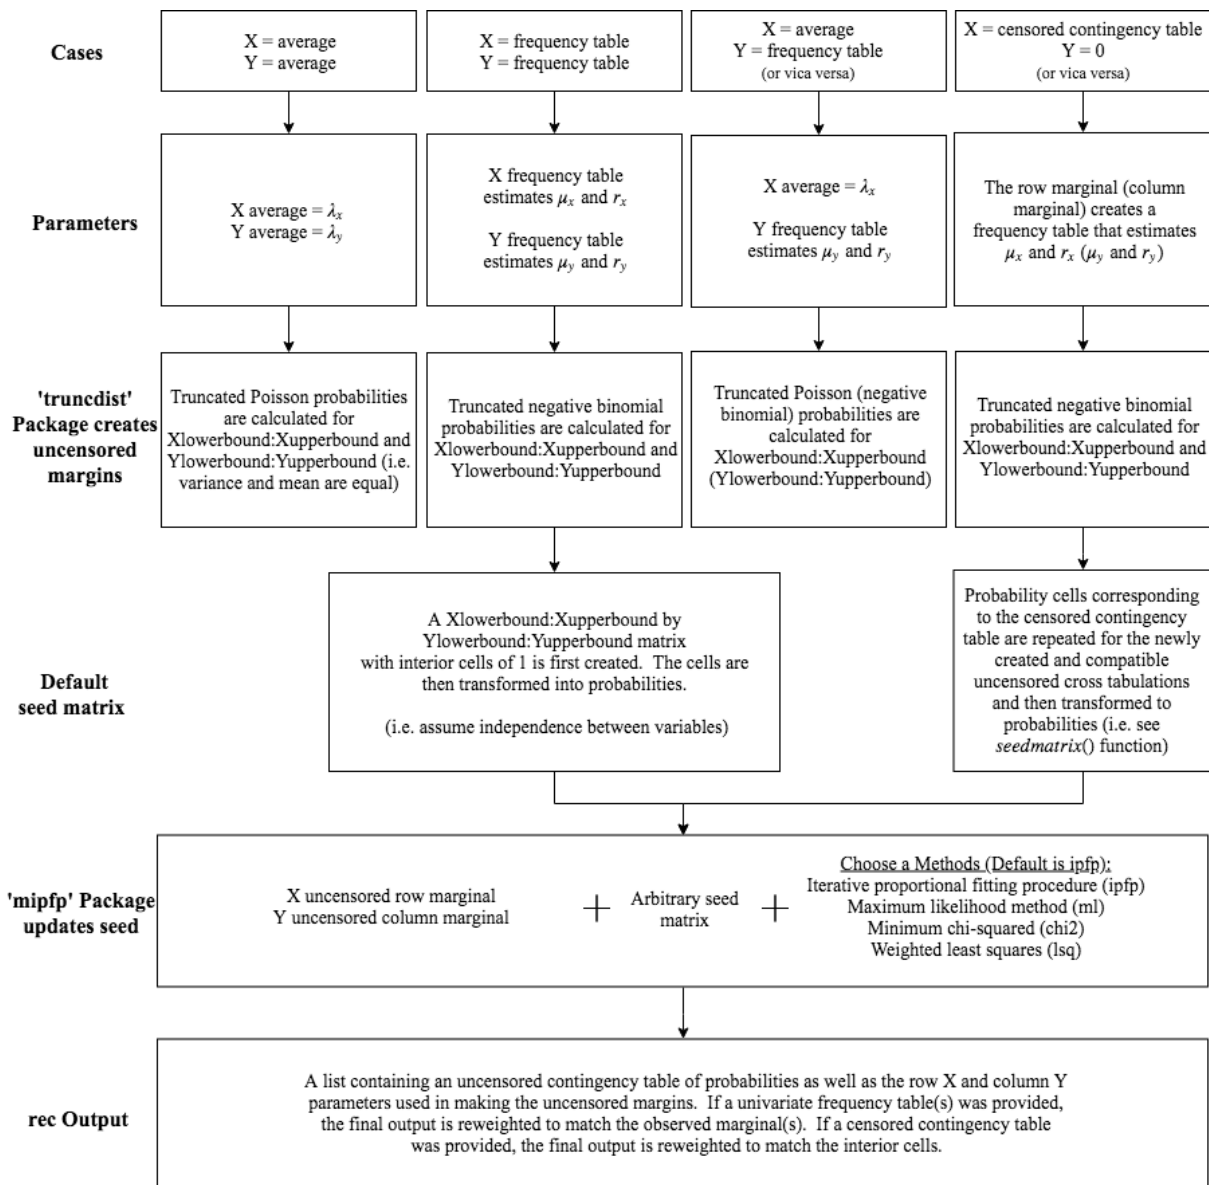 Cases
X = average
Y = average
X = frequency table
Y = frequency table
X = average
Y = frequency table
(or vica versa)
X = censored contingency table
Y = 0
(or vica versa)
Parameters
X average = λx
Y average = λy
X frequency table
estimates μx and rx
Y frequency table
estimates μy and ry
X average = λx
Y frequency table
estimates μy and ry
The row marginal (column
marginal) creates a
frequency table that estimates
μx and rx (μy and ry)
'truncdist'
Package creates
uncensored
margins
Truncated Poisson probabilities
are calculated for
Xlowerbound:Xupperbound and
Ylowerbound:Yupperbound (i.e.
variance and mean are equal)
Truncated negative binomial
probabilities are calculated for
Xlowerbound:Xupperbound and
Ylowerbound:Yupperbound
Truncated Poisson (negative
binomial) probabilities are
calculated for
Xlowerbound:Xupperbound
(Ylowerbound:Yupperbound)
Truncated negative binomial
probabilities are calculated for
Xlowerbound:Xupperbound and
Ylowerbound:Yupperbound
Default
seed matrix
A Xlowerbound:Xupperbound by
Ylowerbound:Yupperbound matrix
with interior cells of 1 is first created. The cells are
then transformed into probabilities.
(i.e. assume independence between variables)
Probability cells corresponding
to the censored contingency
table are repeated for the newly
created and compatible
uncensored cross tabulations
and then transformed to
probabilities (i.e. see
seedmatrix() function)
'mipfp' Package
updates seed
X uncensored row marginal
Y uncensored column marginal
+
Arbitrary seed
matrix
+
Choose a Methods (Default is ipfp):
Iterative proportional fitting procedure (ipfp)
Maximum likelihood method (ml)
Minimum chi-squared (chi2)
Weighted least squares (lsq)
rec Output
A list containing an uncensored contingency table of probabilities as well as the row X and column Y
parameters used in making the uncensored margins. If a univariate frequency table(s) was provided,
the final output is reweighted to match the observed marginal(s). If a censored contingency table
was provided, the final output is reweighted to match the interior cells.